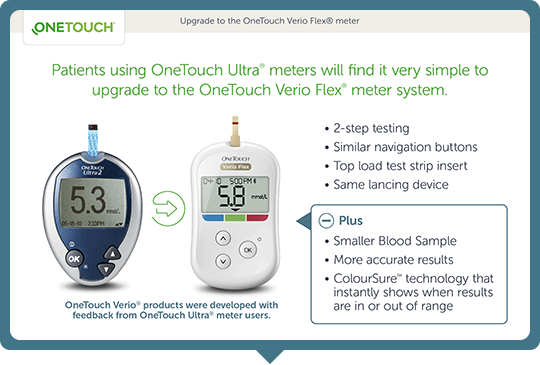 ONETOUCH®
Upgrade to the OneTouch Verio Flex® meter
Patients using OneTouch Ultra® meters will find it very simple to
upgrade to the OneTouch Verio Flex® meter system.
• 2-step testing
• Similar navigation buttons
• Top load test strip insert
• Same lancing device
ONETOUCH
Ultra2
5.3
mmol/L
OK
ONETOUCH
Verio Flex
5:00PM
5.8
mmol/L
OK
Plus
• Smaller Blood Sample
• More accurate results
• ColourSure™ technology that
instantly shows when results
are in or out of range
OneTouch Verio® products were developed with
feedback from OneTouch Ultra® meter users.